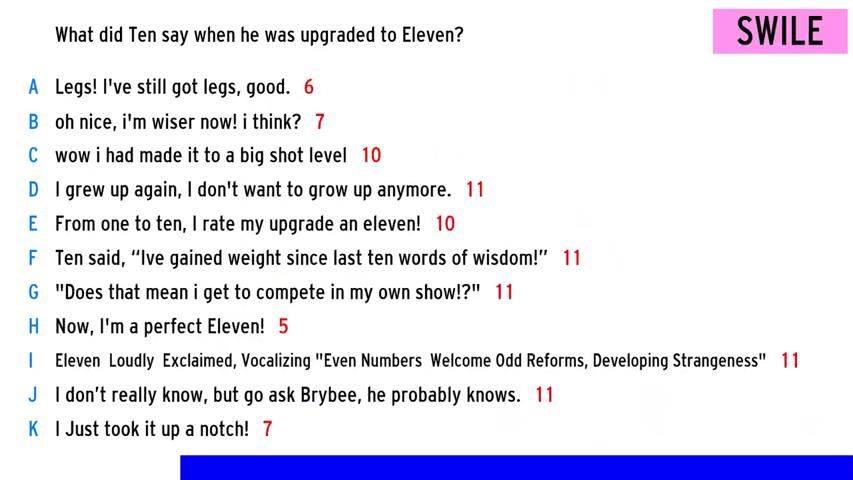 What did Ten say when he was upgraded to Eleven?
SWILE
A Legs! I've still got legs, good. 6
B oh nice, i'm wiser now! i think? 7
C wow i had made it to a big shot level 10
D I grew up again, I don't want to grow up anymore. 11
E From one to ten, I rate my upgrade an eleven! 10
F Ten said, “Ive gained weight since last ten words of wisdom!” 11
G "Does that mean i get to compete in my own show!?" 11
H Now, I'm a perfect Eleven! 5
I Eleven Loudly Exclaimed, Vocalizing "Even Numbers Welcome Odd Reforms, Developing Strangeness" 11
J I don’t really know, but go ask Brybee, he probably knows. 11
K I Just took it up a notch! 7